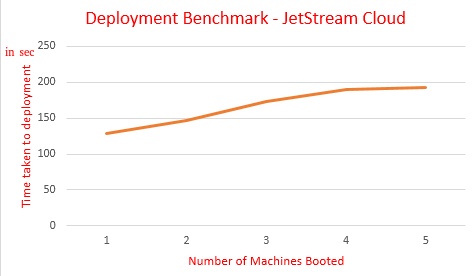 Deployment Benchmark - JetStream Cloud
in sec
Time taken to deployment
250
200
150
100
50
0
1 2 3 4 5
Number of Machines Booted